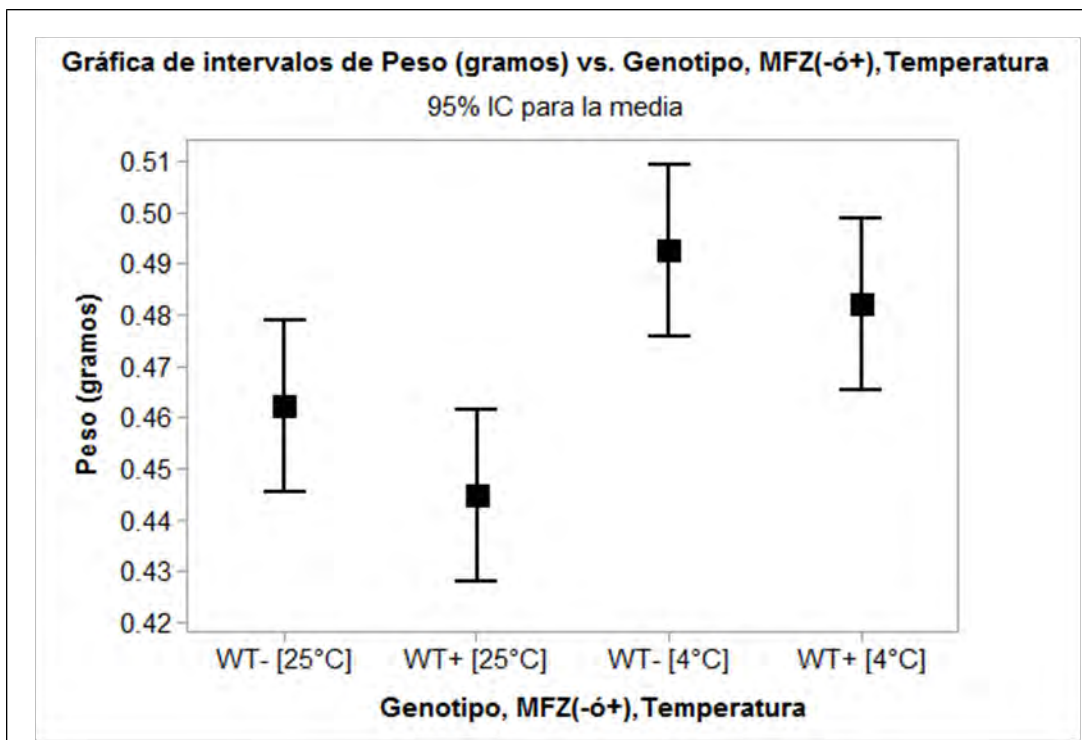 Gráfica de intervalos de Peso (gramos) vs. Genotipo, MFZ(-ó+),Temperatura
95% IC para la media
0.51
0.50
0.49
0.48
0.47
0.46
0.45
0.44
0.43
0.42
Peso (gramos)
WT- [25°C] WT+ [25°C] WT- [4°C] WT+ [4°C]
Genotipo, MFZ(-ó+),Temperatura